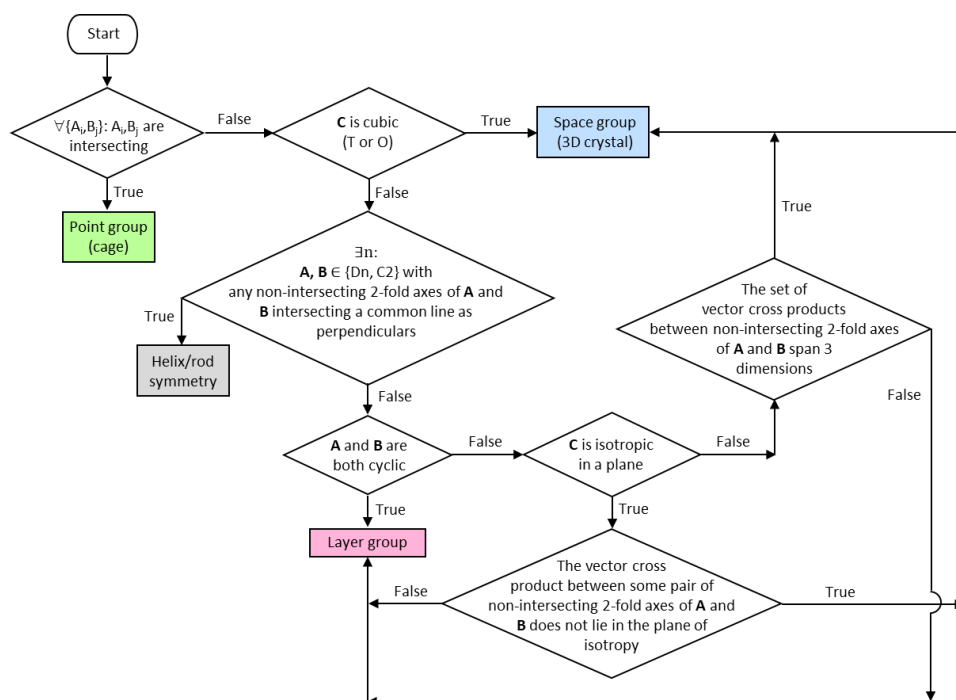 Start
∀{Aᵢ,Bⱼ}: Aᵢ,Bⱼ are
intersecting
False
C is cubic
(T or O)
True
Space group
(3D crystal)
True
False
True
Point group
(cage)
∃n:
A, B ∈ {Dn, C2} with
any non-intersecting 2-fold axes of A and
B intersecting a common line as
perpendiculars
The set of
vector cross products
between non-intersecting 2-fold axes
of A and B span 3
dimensions
True
Helix/rod
symmetry
False
False
A and B are
both cyclic
False
C is isotropic
in a plane
False
True
True
Layer group
The vector cross
product between some pair of
non-intersecting 2-fold axes of A and
B does not lie in the plane of
isotropy
False
True